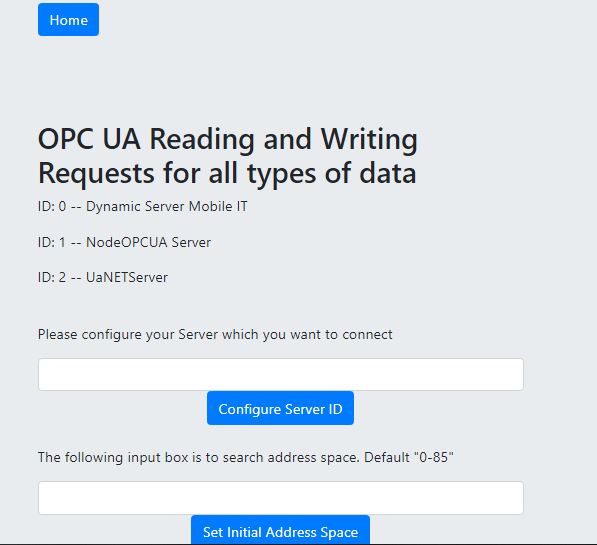 Home
OPC UA Reading and Writing
Requests for all types of data
ID: 0 -- Dynamic Server Mobile IT
ID: 1 -- NodeOPCUA Server
ID: 2 -- UaNETServer
Please configure your Server which you want to connect
Configure Server ID
The following input box is to search address space. Default "0-85"
Set Initial Address Space